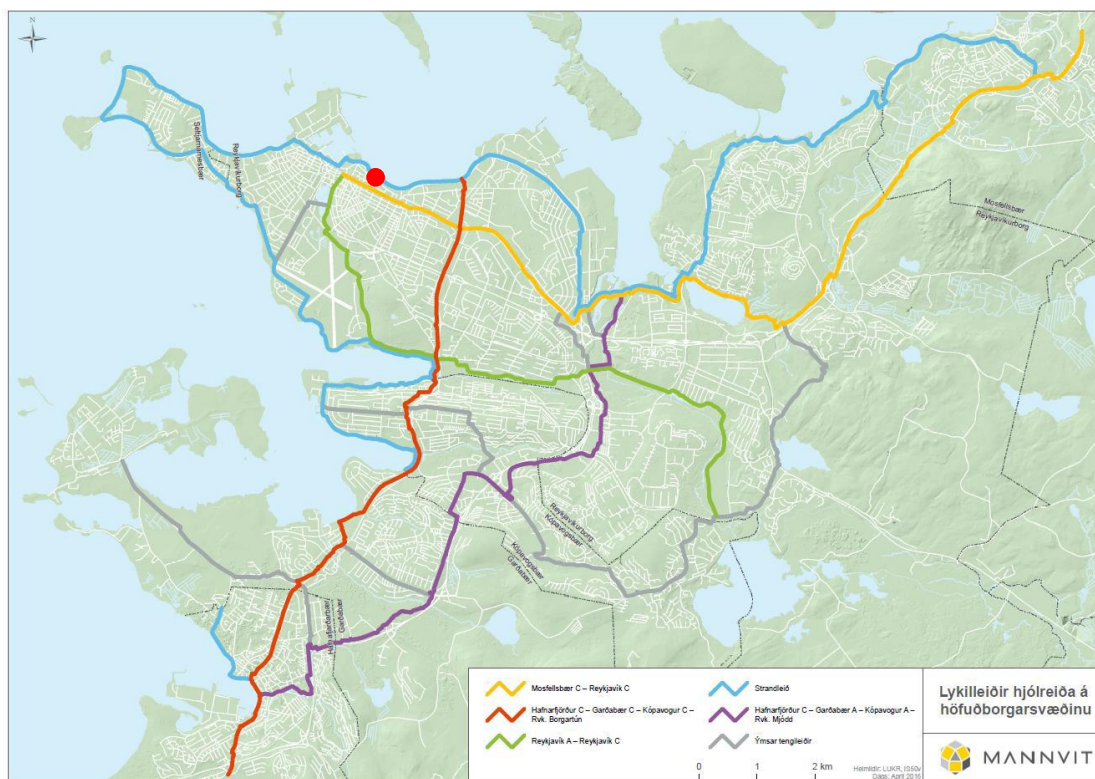 N
Seltjarnarnesbær
Reykjavíkurborg
Mosfellsbær
Reykjavíkurborg
Reykjavíkurborg
Kópavogsbær
Kópavogsbær
Garðabær
Hafnarfjarðarbær
Garðabær
Mosfellsbær C – Reykjavík C
Hafnarfjörður C – Garðabær C – Kópavogur C –
Rvk. Borgartún
Reykjavík A – Reykjavík C
Strandleið
Hafnarfjörður C – Garðabær A – Kópavogur A –
Rvk. Mjódd
Ýmsar tengileiðir
0 1 2 km
Heimildir: LUKR, IS50v
Dags: Apríl 2016
Lykilleiðir hjólreiða á
höfuðborgarsvæðinu
MANNVIT